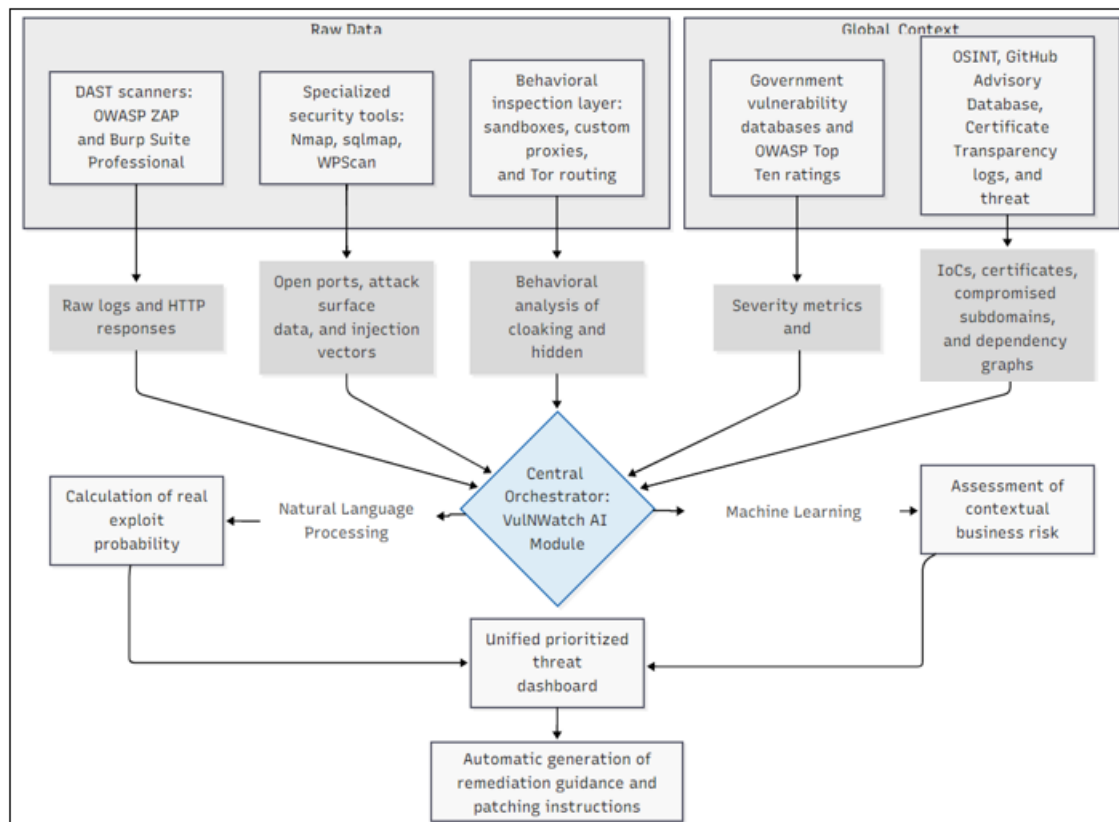 Raw Data
Global Context
DAST scanners:
OWASP ZAP
and Burp Suite
Professional
Specialized
security tools:
Nmap, sqlmap,
WPScan
Behavioral
inspection layer:
sandboxes, custom
proxies,
and Tor routing
Government
vulnerability
databases and
OWASP Top
Ten ratings
OSINT, GitHub
Advisory
Database,
Certificate
Transparency
logs, and
threat
Raw logs and HTTP
responses
Open ports, attack
surface
data, and injection
vectors
Behavioral
analysis of
cloaking and
hidden
Severity metrics
and
IoCs, certificates,
compromised
subdomains,
and dependency
graphs
Calculation of real
exploit
probability
Natural Language
Processing
Central
Orchestrator:
VulNWatch AI
Module
Machine Learning
Assessment of
contextual
business risk
Unified prioritized
threat
dashboard
Automatic generation of
remediation guidance and
patching instructions